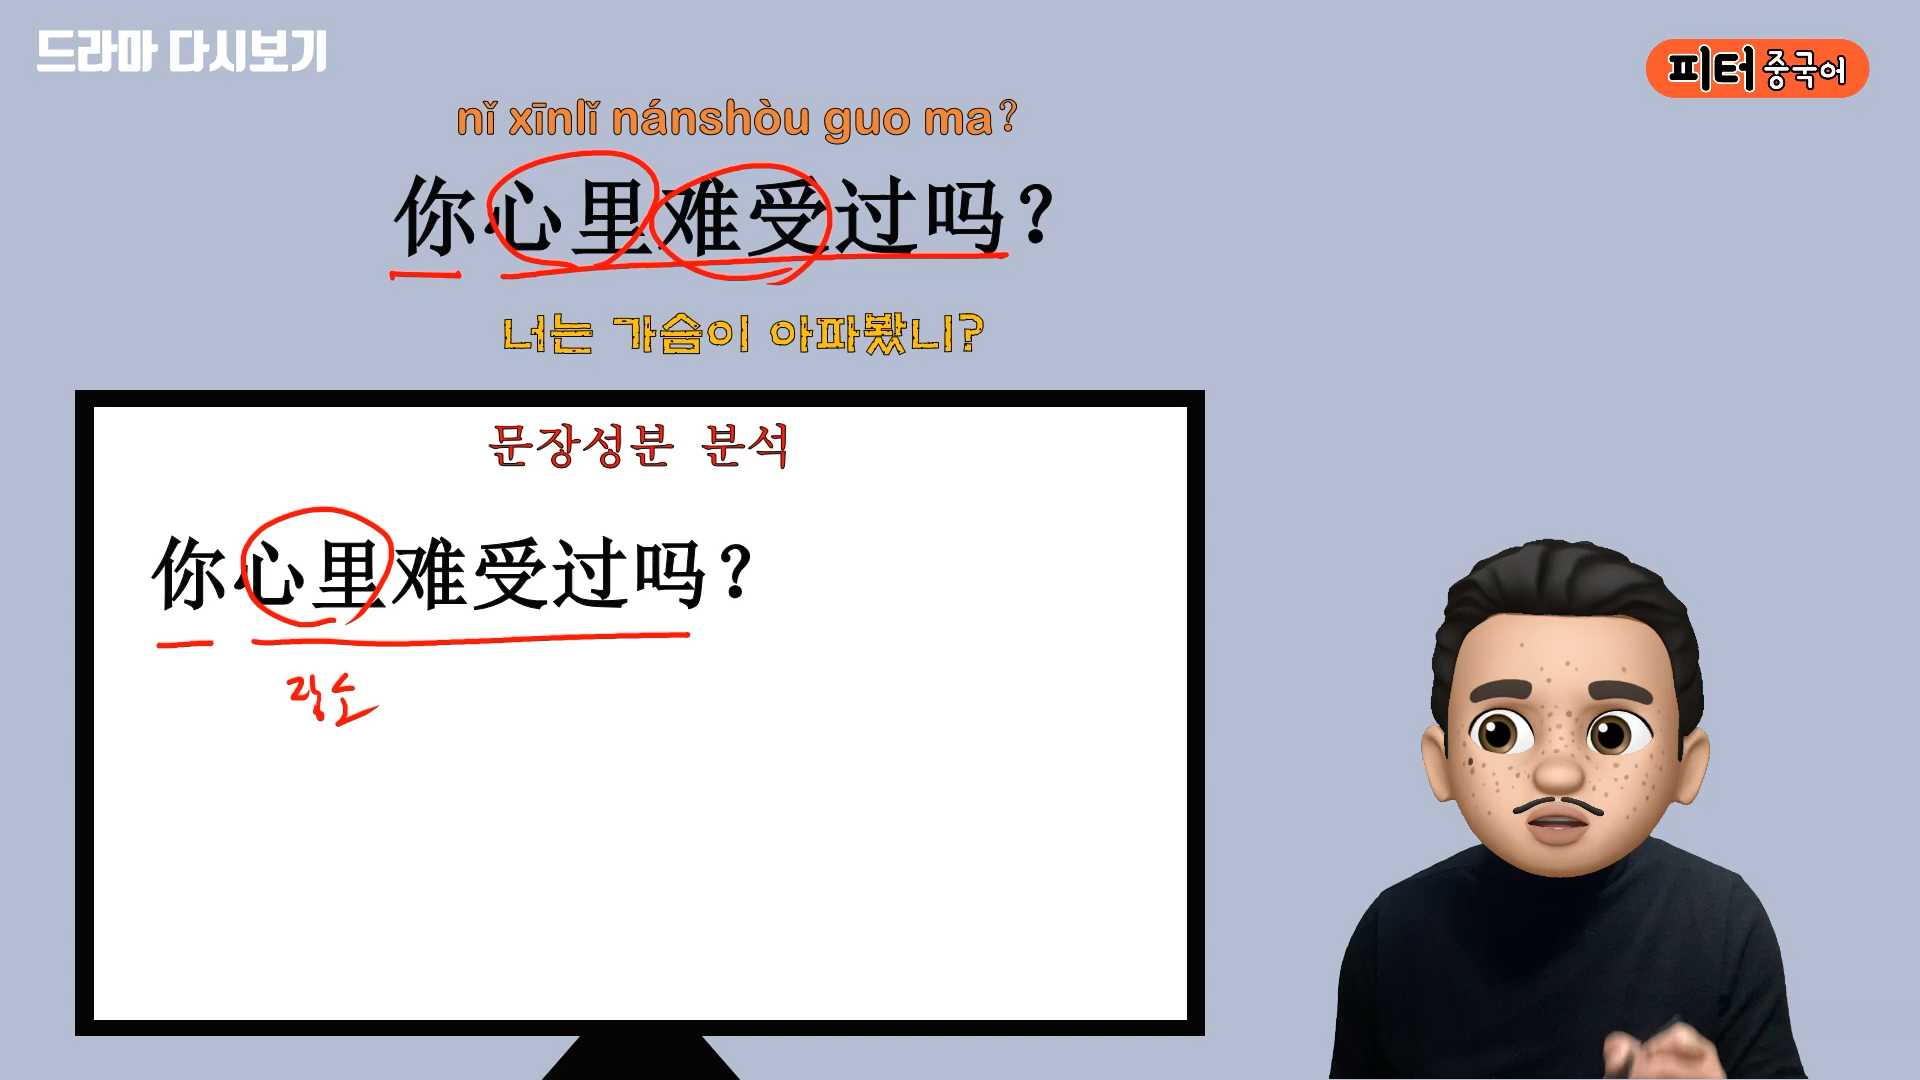 드라마 다시보기
피터 중국어
nǐ xīnlǐ nánshòu guo ma？
你心里难受过吗？
너는 가슴이 아파봤니?
문장성분 분석
你心里难受过吗？
장소